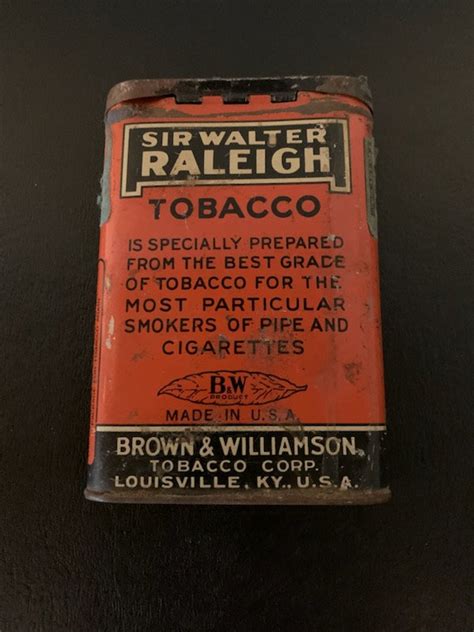 SIR WALTER
RALEIGH
TOBACCO
IS SPECIALLY PREPARED
FROM THE BEST GRADE
OF TOBACCO FOR THE
MOST PARTICULAR
SMOKERS OF PIPE AND
CIGARETTES
B&W
PRODUCT
MADE IN U.S.A.
BROWN & WILLIAMSON
TOBACCO CORP.
LOUISVILLE, KY., U.S.A.